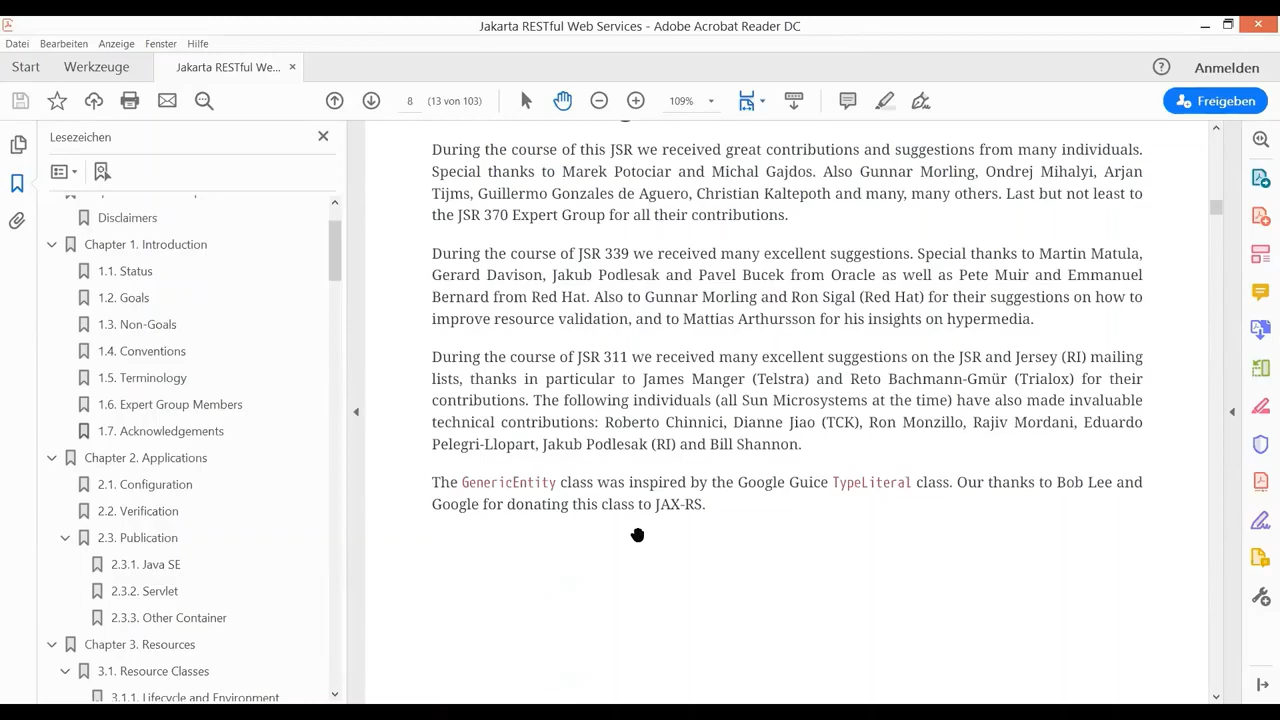 Jakarta RESTful Web Services - Adobe Acrobat Reader DC
Datei Bearbeiten Anzeige Fenster Hilfe
Start Werkzeuge Jakarta RESTful We... × Anmelden
8 (13 von 103) 109% Freigeben
Lesezeichen
Disclaimers
Chapter 1. Introduction
1.1. Status
1.2. Goals
1.3. Non-Goals
1.4. Conventions
1.5. Terminology
1.6. Expert Group Members
1.7. Acknowledgements
Chapter 2. Applications
2.1. Configuration
2.2. Verification
2.3. Publication
2.3.1. Java SE
2.3.2. Servlet
2.3.3. Other Container
Chapter 3. Resources
3.1. Resource Classes
3.1.1. Lifecycle and Environment
During the course of this JSR we received great contributions and suggestions from many individuals.
Special thanks to Marek Potociar and Michal Gajdos. Also Gunnar Morling, Ondrej Mihalyi, Arjan
Tijms, Guillermo Gonzales de Aguero, Christian Kaltepoth and many, many others. Last but not least to
the JSR 370 Expert Group for all their contributions.
During the course of JSR 339 we received many excellent suggestions. Special thanks to Martin Matula,
Gerard Davison, Jakub Podlesak and Pavel Bucek from Oracle as well as Pete Muir and Emmanuel
Bernard from Red Hat. Also to Gunnar Morling and Ron Sigal (Red Hat) for their suggestions on how to
improve resource validation, and to Mattias Arthursson for his insights on hypermedia.
During the course of JSR 311 we received many excellent suggestions on the JSR and Jersey (RI) mailing
lists, thanks in particular to James Manger (Telstra) and Reto Bachmann-Gmür (Trialox) for their
contributions. The following individuals (all Sun Microsystems at the time) have also made invaluable
technical contributions: Roberto Chinnici, Dianne Jiao (TCK), Ron Monzillo, Rajiv Mordani, Eduardo
Pelegri-Llopart, Jakub Podlesak (RI) and Bill Shannon.
The GenericEntity class was inspired by the Google Guice TypeLiteral class. Our thanks to Bob Lee and
Google for donating this class to JAX-RS.